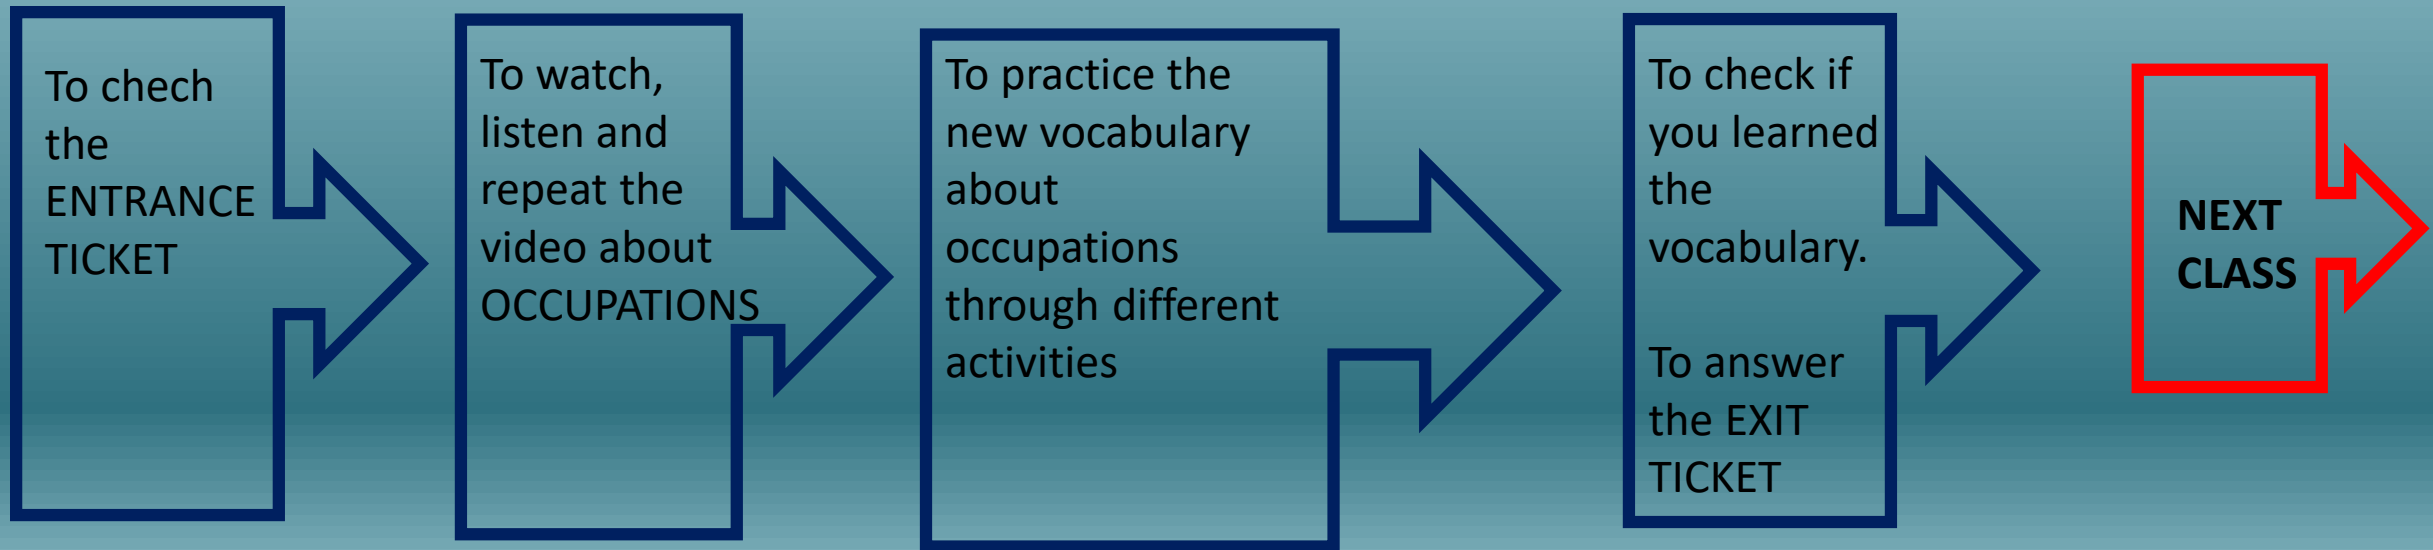 To chech
the
ENTRANCE
TICKET
To watch,
listen and
repeat the
video about
OCCUPATIONS
To practice the
new vocabulary
about
occupations
through different
activities
To check if
you learned
the
vocabulary.
To answer
the EXIT
TICKET
NEXT
CLASS